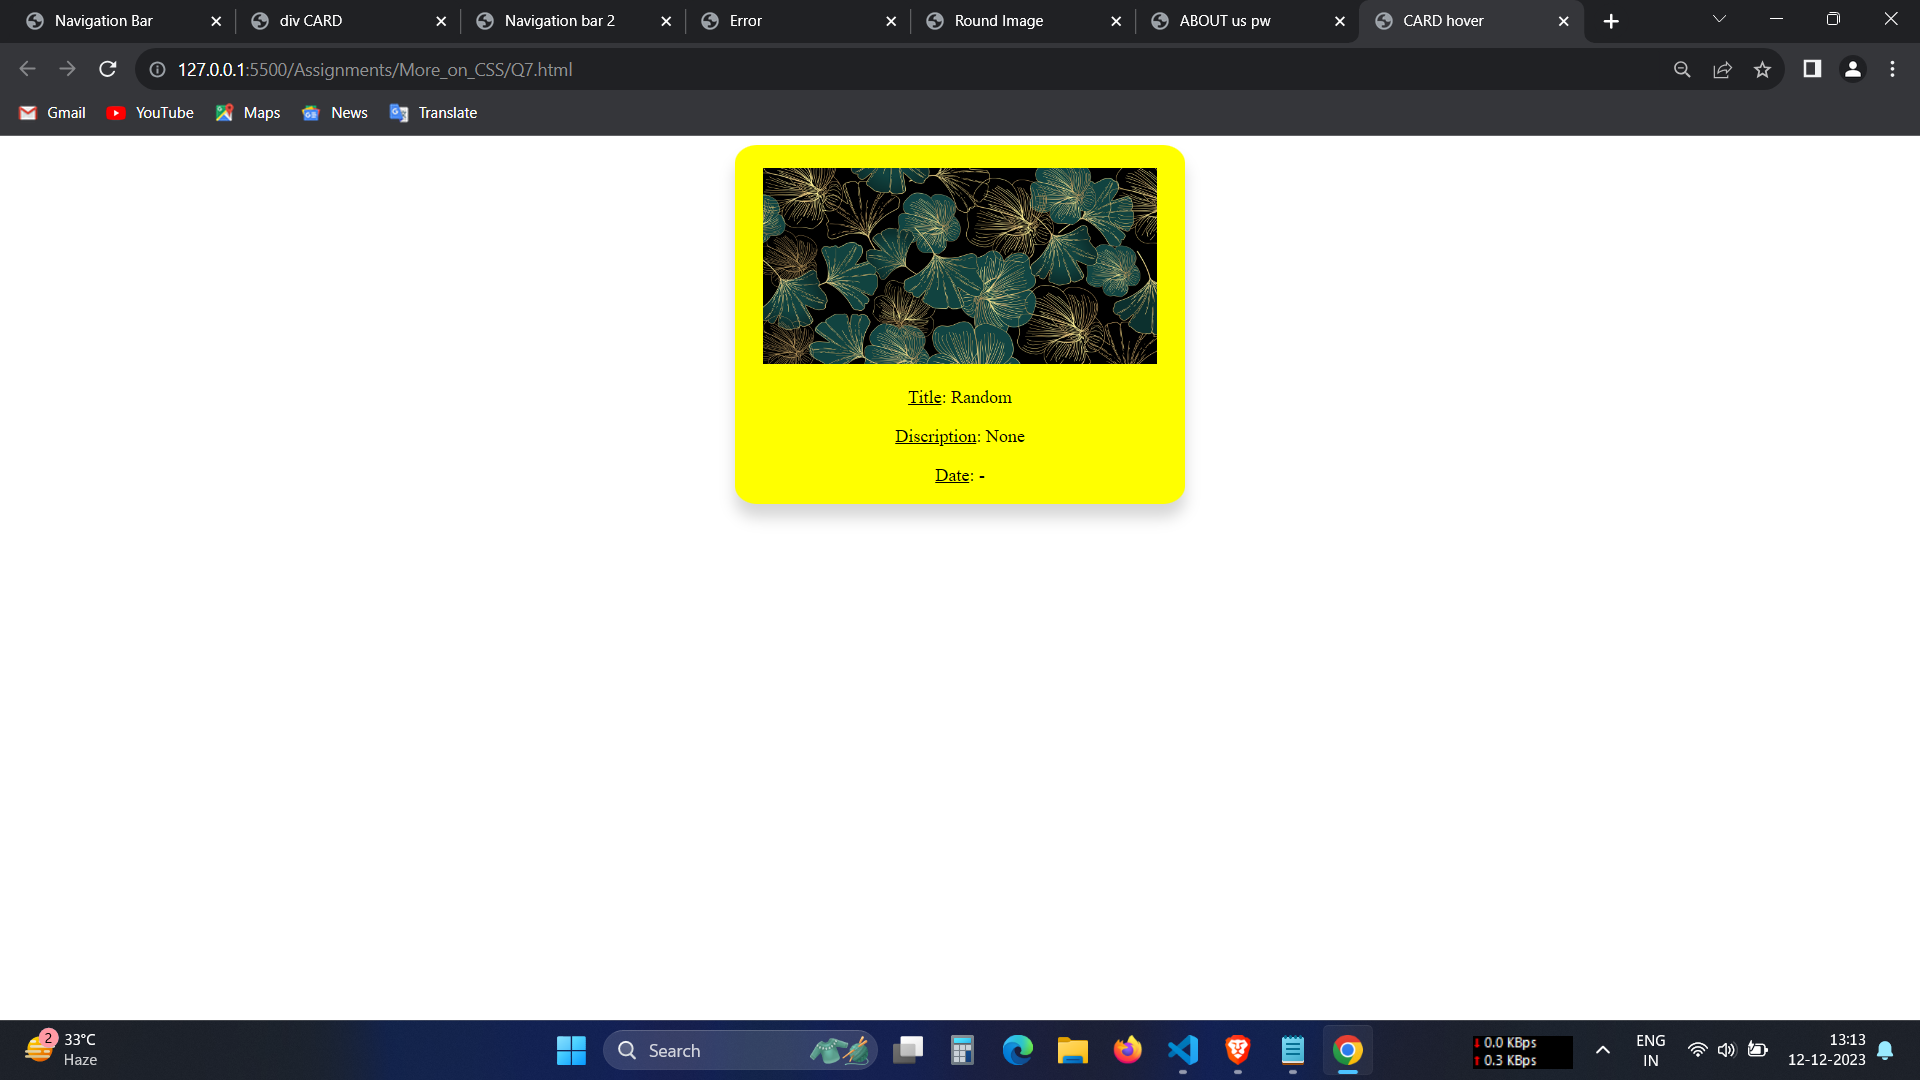 Navigation Bar
div CARD
Navigation bar 2
Error
Round Image
ABOUT us pw
CARD hover
127.0.0.1:5500/Assignments/More_on_CSS/Q7.html
Gmail
YouTube
Maps
News
Translate
Title: Random
Discription: None
Date: -
2
33°C
Haze
Search
0.0 KBps
0.3 KBps
ENG
IN
13:13
12-12-2023